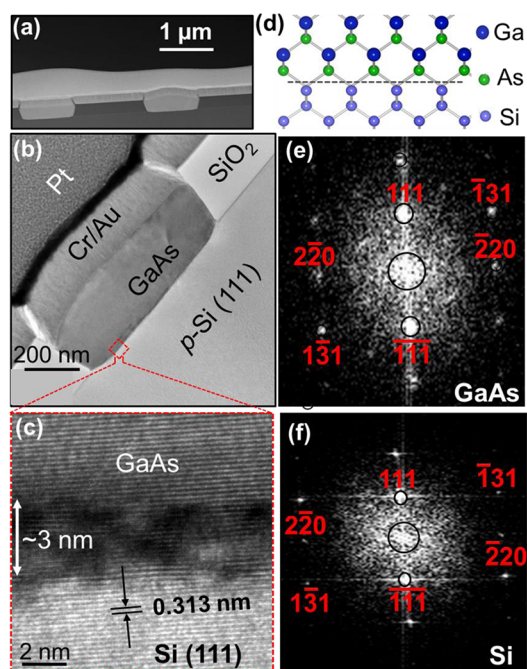 (a)
1 μm
(b)
Pt
Cr/Au
GaAs
SiO₂
p-Si (111)
200 nm
(c)
GaAs
~3 nm
0.313 nm
2 nm
Si (111)
(d)
Ga
As
Si
(e)
111
1̅31
22̅0
2̅20
13̅1
1̅1̅1̅
GaAs
(f)
111
1̅31
22̅0
2̅20
13̅1
1̅1̅1̅
Si